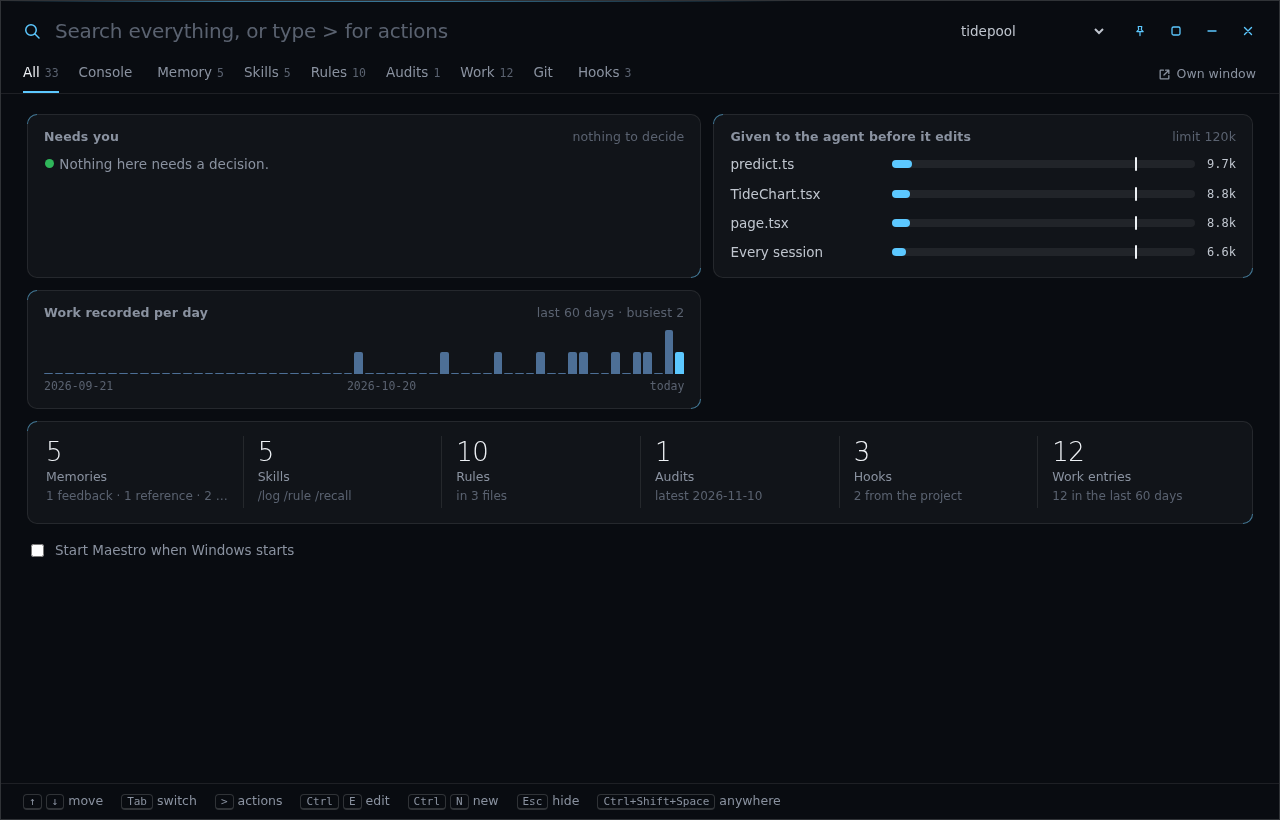 Search everything, or type > for actions
tidepool
All 33 Console Memory 5 Skills 5 Rules 10 Audits 1 Work 12 Git Hooks 3
Own window
Needs you nothing to decide
Nothing here needs a decision.
Given to the agent before it edits limit 120k
predict.ts 9.7k
TideChart.tsx 8.8k
page.tsx 8.8k
Every session 6.6k
Work recorded per day last 60 days · busiest 2
2026-09-21 2026-10-20 today
5 5 10 1 3 12
Memories Skills Rules Audits Hooks Work entries
1 feedback · 1 reference · 2 … /log /rule /recall in 3 files latest 2026-11-10 2 from the project 12 in the last 60 days
Start Maestro when Windows starts
↑ ↓ move Tab switch > actions Ctrl E edit Ctrl N new Esc hide Ctrl+Shift+Space anywhere